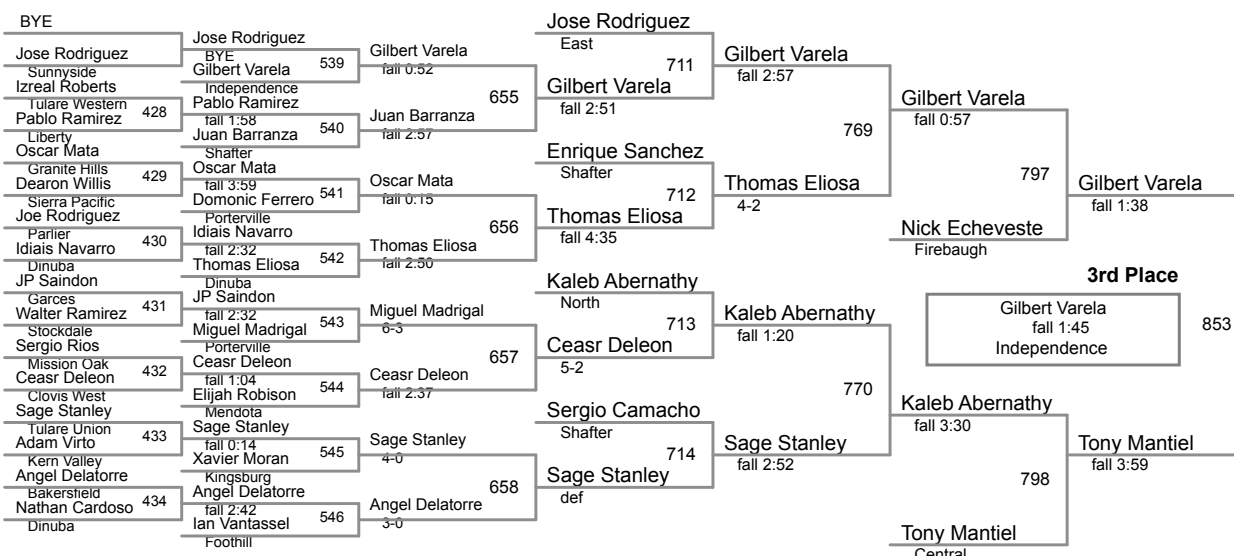 BYE
Jose Rodriguez
Sunnyside
Izreal Roberts
Tulare Western
428
Pablo Ramirez
Liberty
Oscar Mata
Granite Hills
429
Dearon Willis
Sierra Pacific
Joe Rodriguez
Parlier
430
Idiais Navarro
Dinuba
JP Saindon
Garces
431
Walter Ramirez
Stockdale
Sergio Rios
Mission Oak
432
Ceasr Deleon
Clovis West
Sage Stanley
Tulare Union
433
Adam Virto
Kern Valley
Angel Delatorre
Bakersfield
434
Nathan Cardoso
Dinuba
Jose Rodriguez
BYE
539
Gilbert Varela
Independence
Pablo Ramirez
fall 1:58
540
Juan Barranza
Shafter
Oscar Mata
fall 3:59
541
Domonic Ferrero
Porterville
Idiais Navarro
fall 2:32
542
Thomas Eliosa
Dinuba
JP Saindon
fall 2:32
543
Miguel Madrigal
Porterville
Ceasr Deleon
fall 1:04
544
Elijah Robison
Mendota
Sage Stanley
fall 0:14
545
Xavier Moran
Kingsburg
Angel Delatorre
fall 2:42
546
Ian Vantassel
Foothill
Gilbert Varela
fall 0:52
655
Juan Barranza
fall 2:57
Oscar Mata
fall 0:15
656
Thomas Eliosa
fall 2:50
Miguel Madrigal
6-3
657
Ceasr Deleon
fall 2:37
Sage Stanley
4-0
658
Angel Delatorre
3-0
Jose Rodriguez
East
711
Gilbert Varela
fall 2:51
Enrique Sanchez
Shafter
712
Thomas Eliosa
fall 4:35
Kaleb Abernathy
North
713
Ceasr Deleon
5-2
Sergio Camacho
Shafter
714
Sage Stanley
def
Gilbert Varela
fall 2:57
769
Thomas Eliosa
4-2
Kaleb Abernathy
fall 1:20
770
Sage Stanley
fall 2:52
Gilbert Varela
fall 0:57
797
Nick Echeveste
Firebaugh
Gilbert Varela
fall 1:38
3rd Place
Gilbert Varela
fall 1:45
Independence
853
Kaleb Abernathy
fall 3:30
798
Tony Mantiel
Central
Tony Mantiel
fall 3:59